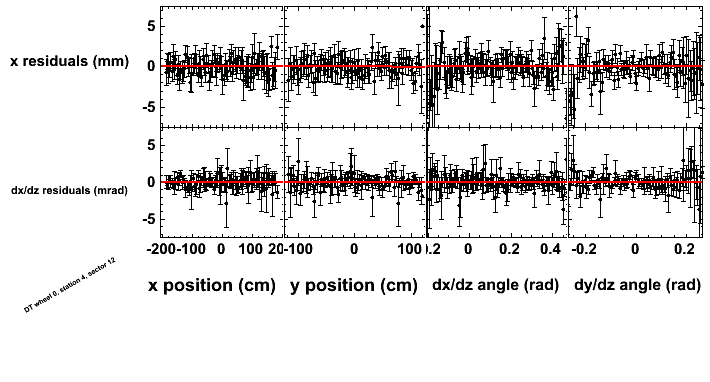 5
x residuals (mm)
0
-5
5
dx/dz residuals (mrad)
0
-5
-200 -100 0 100 20 -100 0 100 1.2 0 0.2 0.4 -0.2 0 0.2
x position (cm) y position (cm) dx/dz angle (rad) dy/dz angle (rad)
DT wheel 0, station 4, sector 12